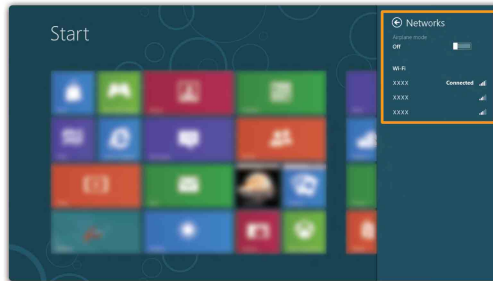 Start
Networks
Airplane mode
Off
Wi-Fi
XXXX Connected
XXXX
XXXX